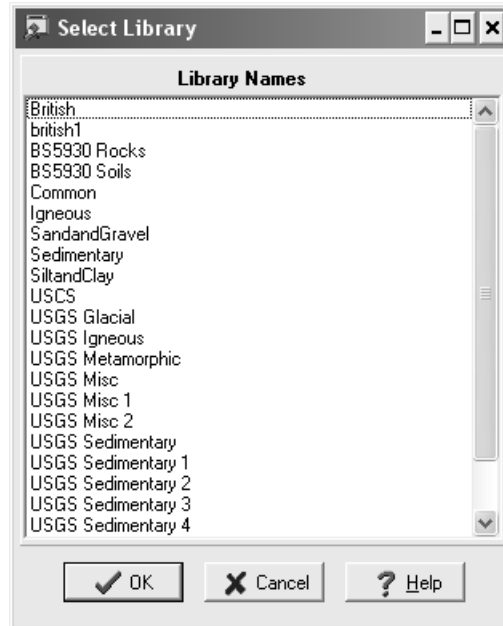 Select Library
Library Names
British
british1
BS5930 Rocks
BS5930 Soils
Common
Igneous
SandandGravel
Sedimentary
SiltandClay
USCS
USGS Glacial
USGS Igneous
USGS Metamorphic
USGS Misc
USGS Misc 1
USGS Misc 2
USGS Sedimentary
USGS Sedimentary 1
USGS Sedimentary 2
USGS Sedimentary 3
USGS Sedimentary 4
OK Cancel Help